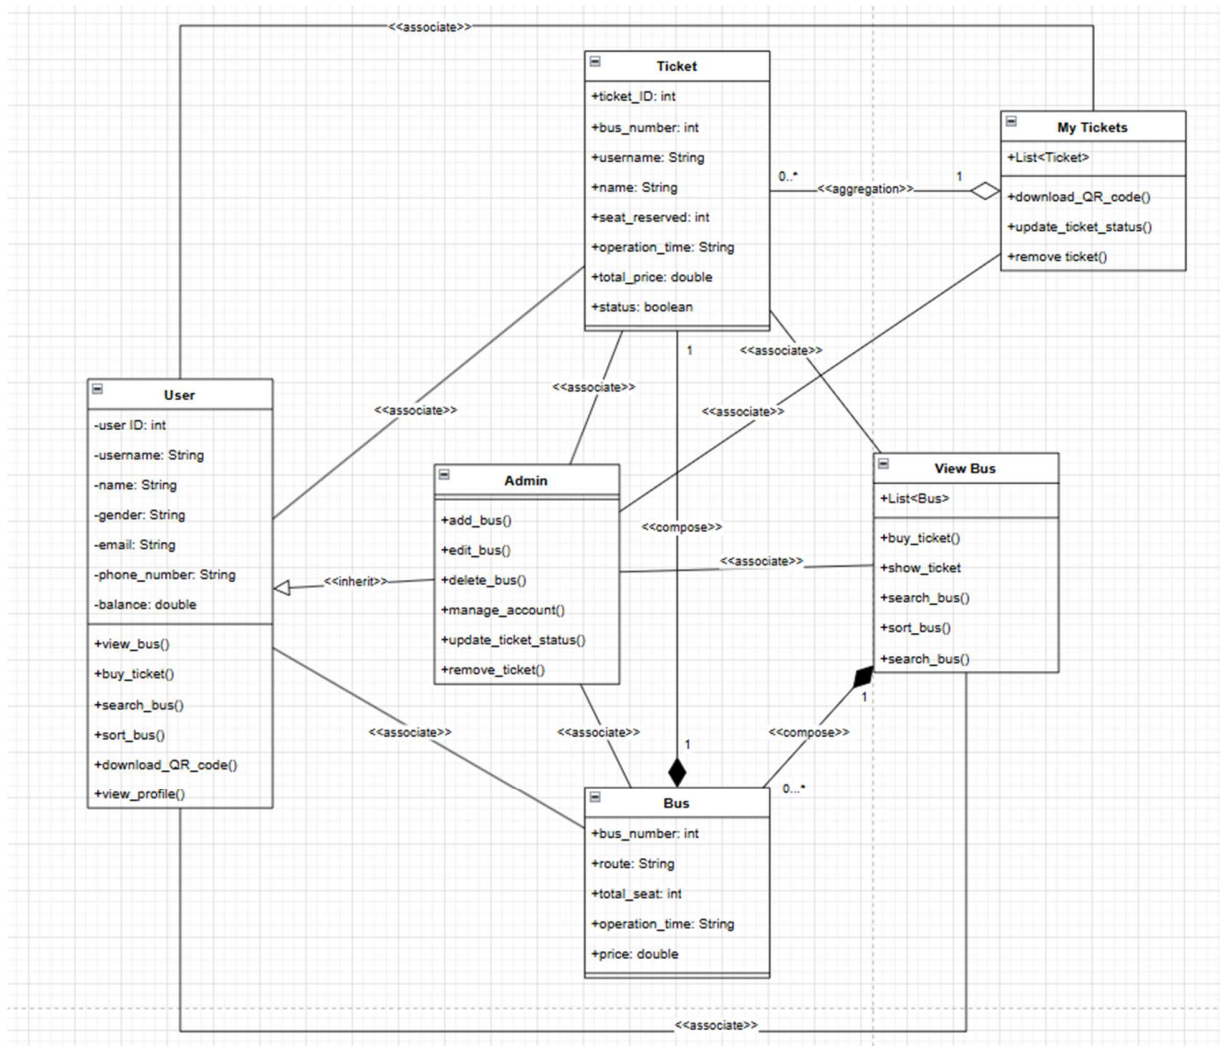 <<associate>>
Ticket
+ticket_ID: int
+bus_number: int
+username: String
+name: String
+seat_reserved: int
+operation_time: String
+total_price: double
+status: boolean
My Tickets
+List<Ticket>
+download_QR_code()
+update_ticket_status()
+remove ticket()
0..*
<<aggregation>>
1
1
<<associate>>
<<associate>>
<<associate>>
<<associate>>
User
-user ID: int
-username: String
-name: String
-gender: String
-email: String
-phone_number: String
-balance: double
+view_bus()
+buy_ticket()
+search_bus()
+sort_bus()
+download_QR_code()
+view_profile()
<<inherit>>
Admin
+add_bus()
+edit_bus()
+delete_bus()
+manage_account()
+update_ticket_status()
+remove_ticket()
<<compose>>
<<associate>>
View Bus
+List<Bus>
+buy_ticket()
+show_ticket
+search_bus()
+sort_bus()
+search_bus()
1
<<associate>>
<<associate>>
<<compose>>
1
0...*
Bus
+bus_number: int
+route: String
+total_seat: int
+operation_time: String
+price: double
<<associate>>